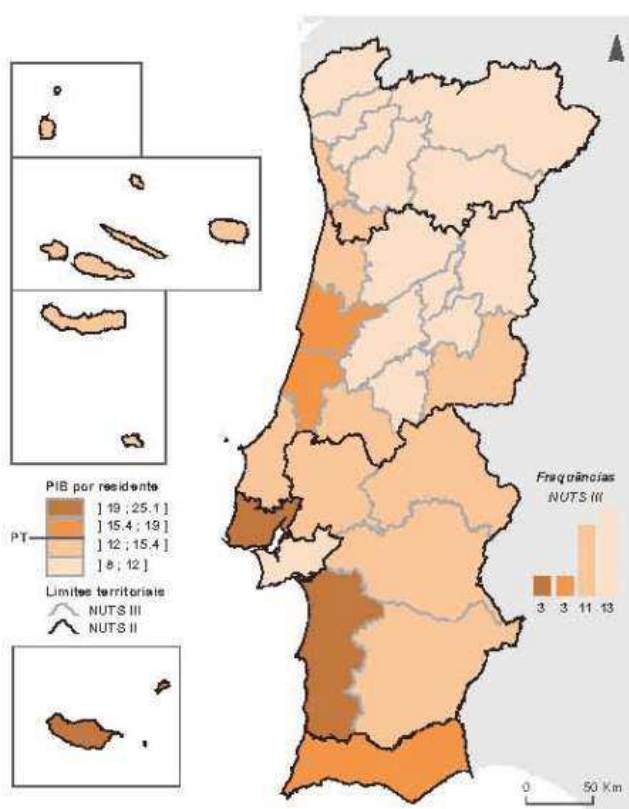 PIB por residente
] 19 ; 25.1 ]
] 15.4 ; 19 ]
PT
] 12 ; 15.4 ]
] 8 ; 12 ]
Limites territoriais
NUTS III
NUTS II
Frequências
NUTS III
3 3 11 13
0 50 Km